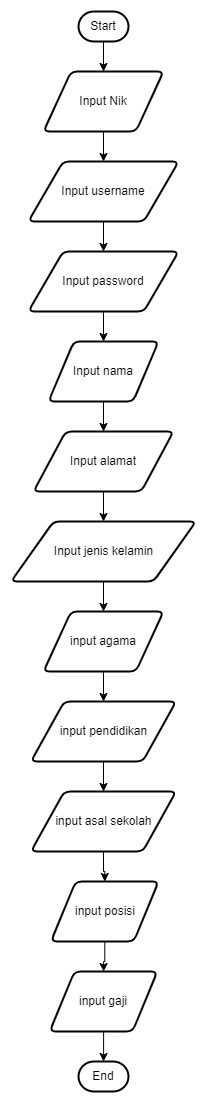 Start
Input Nik
Input username
Input password
Input nama
Input alamat
Input jenis kelamin
input agama
input pendidikan
input asal sekolah
input posisi
input gaji
End